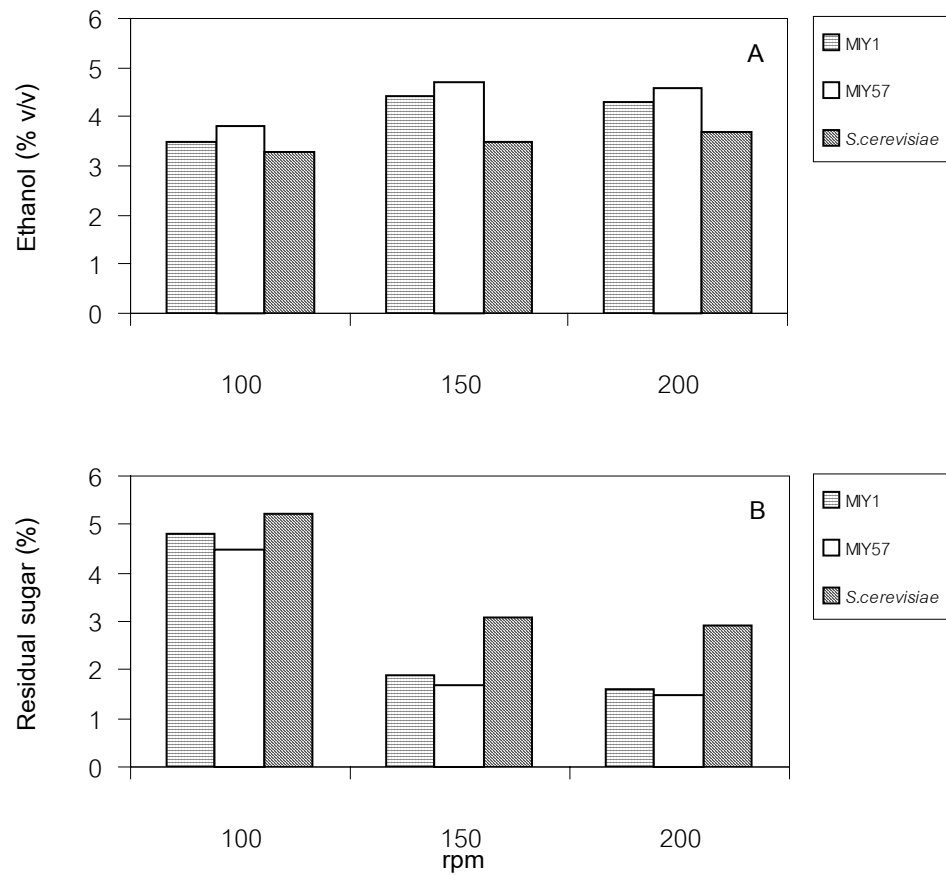 Ethanol (% v/v)
6
5
4
3
2
1
0
A
100 150 200
MIY1
MIY57
S.cerevisiae
Residual sugar (%)
6
5
4
3
2
1
0
B
100 150 200
rpm
MIY1
MIY57
S.cerevisiae